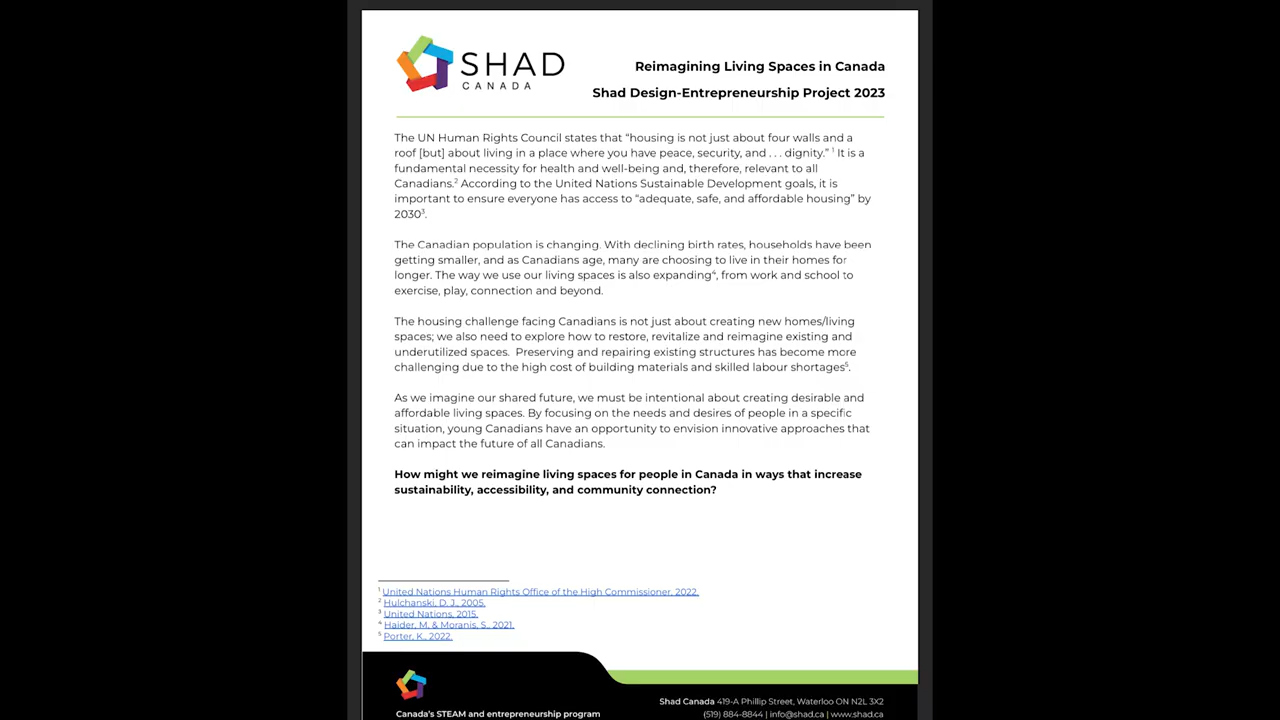 SHAD
CANADA
Reimagining Living Spaces in Canada
Shad Design-Entrepreneurship Project 2023
The UN Human Rights Council states that “housing is not just about four walls and a
roof [but] about living in a place where you have peace, security, and . . . dignity.” 1 It is a
fundamental necessity for health and well-being and, therefore, relevant to all
Canadians.2 According to the United Nations Sustainable Development goals, it is
important to ensure everyone has access to “adequate, safe, and affordable housing” by
20303.
The Canadian population is changing. With declining birth rates, households have been
getting smaller, and as Canadians age, many are choosing to live in their homes for
longer. The way we use our living spaces is also expanding4, from work and school to
exercise, play, connection and beyond.
The housing challenge facing Canadians is not just about creating new homes/living
spaces; we also need to explore how to restore, revitalize and reimagine existing and
underutilized spaces.  Preserving and repairing existing structures has become more
challenging due to the high cost of building materials and skilled labour shortages5.
As we imagine our shared future, we must be intentional about creating desirable and
affordable living spaces. By focusing on the needs and desires of people in a specific
situation, young Canadians have an opportunity to envision innovative approaches that
can impact the future of all Canadians.
How might we reimagine living spaces for people in Canada in ways that increase
sustainability, accessibility, and community connection?
1 United Nations Human Rights Office of the High Commissioner, 2022.
2 Hulchanski, D. J., 2005.
3 United Nations, 2015.
4 Haider, M. & Moranis, S., 2021.
5 Porter, K., 2022.
Canada's STEAM and entrepreneurship program
Shad Canada 419-A Phillip Street, Waterloo ON N2L 3X2
(519) 884-8844 | info@shad.ca | www.shad.ca